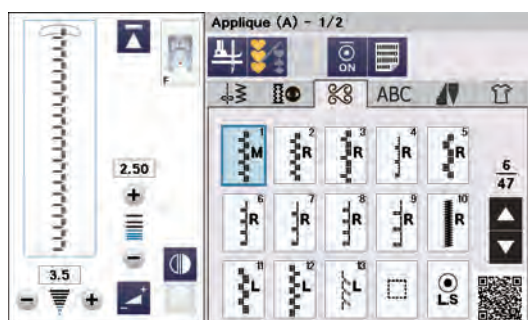 Applique (A) - 1/2
F
ON
ABC
2.50
3.5
1 M
2 R
3 R
4 R
5 R
6
47
6 R
7 R
8 R
9 R
10 R
11 L
12 L
13 L
L.S